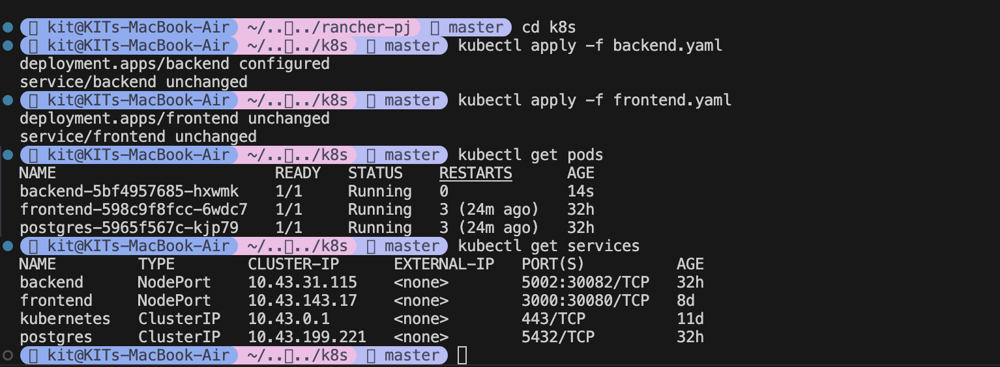 kit@KITs-MacBook-Air ~/..▯../rancher-pj ▯ master cd k8s
kit@KITs-MacBook-Air ~/..▯../k8s ▯ master kubectl apply -f backend.yaml
deployment.apps/backend configured
service/backend unchanged
kit@KITs-MacBook-Air ~/..▯../k8s ▯ master kubectl apply -f frontend.yaml
deployment.apps/frontend unchanged
service/frontend unchanged
kit@KITs-MacBook-Air ~/..▯../k8s ▯ master kubectl get pods
NAME READY STATUS RESTARTS AGE
backend-5bf4957685-hxwmk 1/1 Running 0 14s
frontend-598c9f8fcc-6wdc7 1/1 Running 3 (24m ago) 32h
postgres-5965f567c-kjp79 1/1 Running 3 (24m ago) 32h
kit@KITs-MacBook-Air ~/..▯../k8s ▯ master kubectl get services
NAME TYPE CLUSTER-IP EXTERNAL-IP PORT(S) AGE
backend NodePort 10.43.31.115 <none> 5002:30082/TCP 32h
frontend NodePort 10.43.143.17 <none> 3000:30080/TCP 8d
kubernetes ClusterIP 10.43.0.1 <none> 443/TCP 11d
postgres ClusterIP 10.43.199.221 <none> 5432/TCP 32h
kit@KITs-MacBook-Air ~/..▯../k8s ▯ master